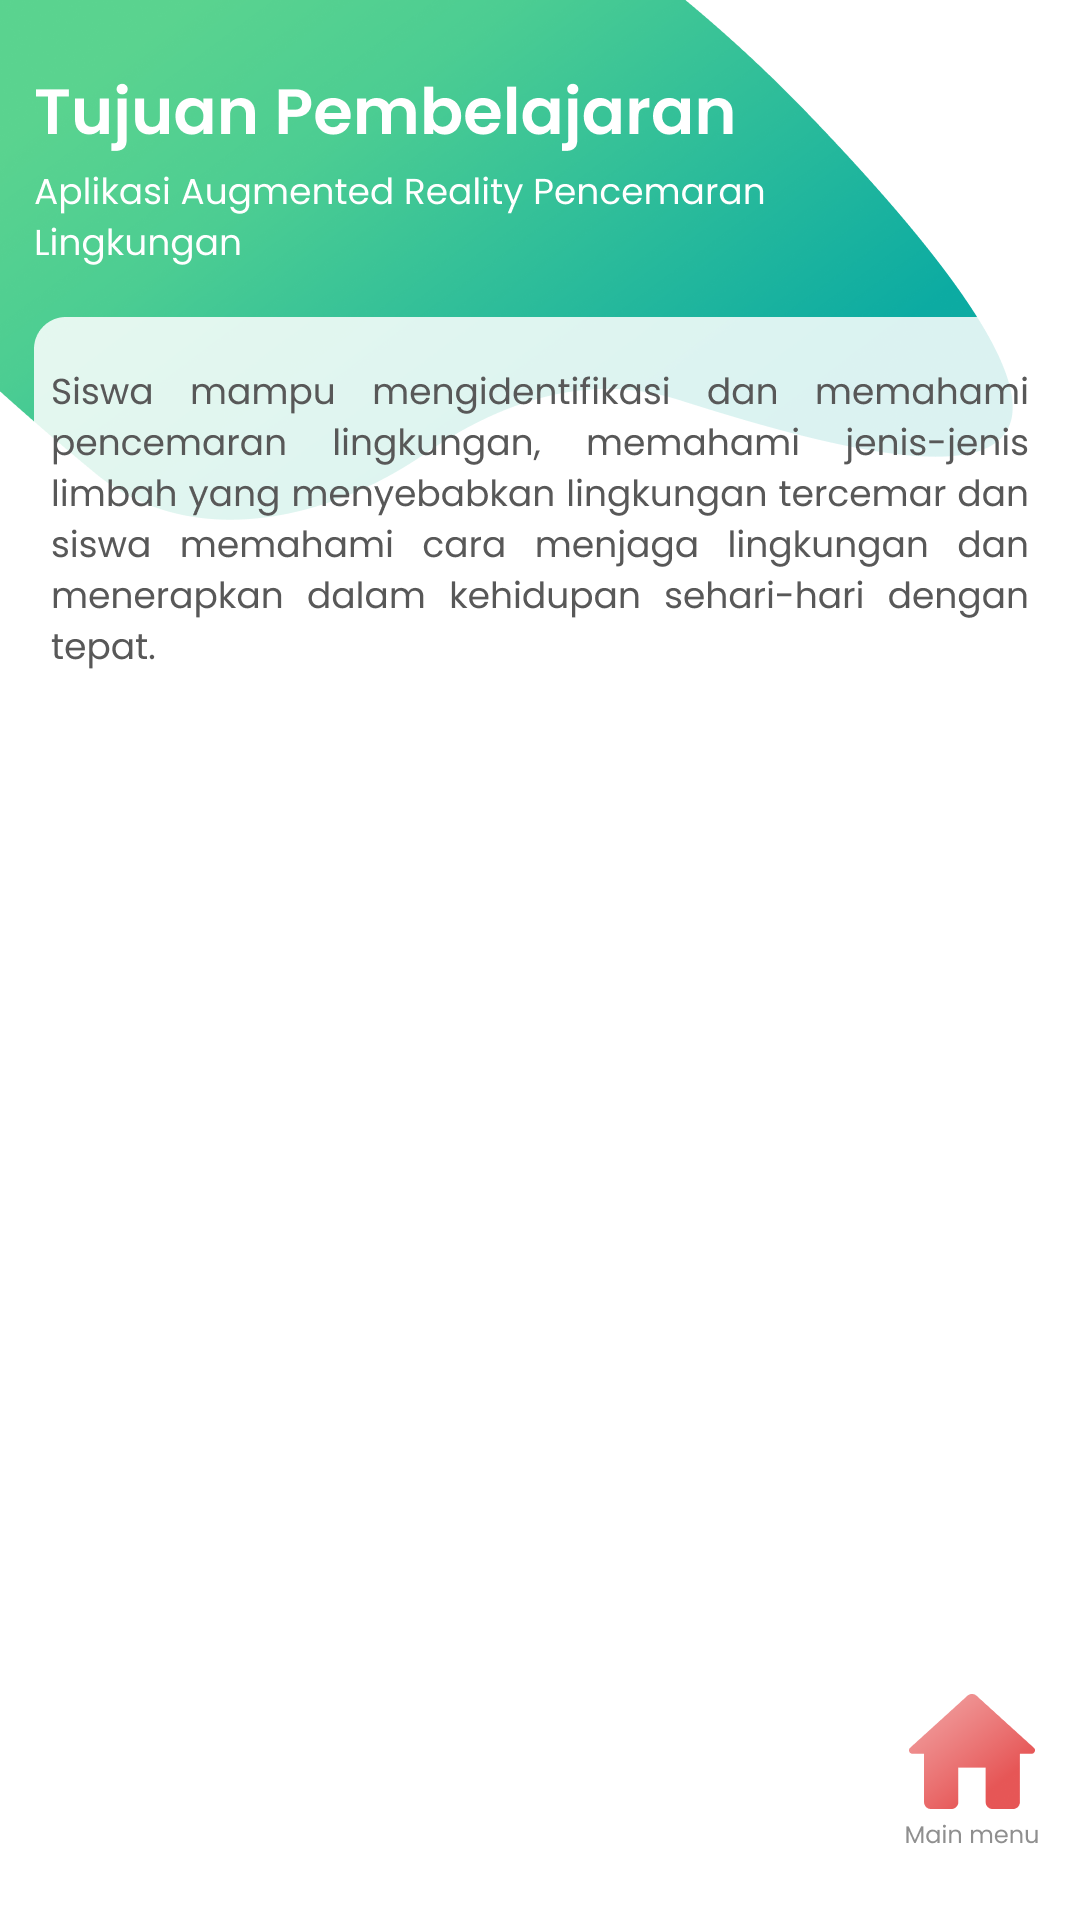 Tujuan Pembelajaran
Aplikasi Augmented Reality Pencemaran
Lingkungan
Siswa mampu mengidentifikasi dan memahami
pencemaran lingkungan, memahami jenis-jenis
limbah yang menyebabkan lingkungan tercemar dan
siswa memahami cara menjaga lingkungan dan
menerapkan dalam kehidupan sehari-hari dengan
tepat.
Main menu